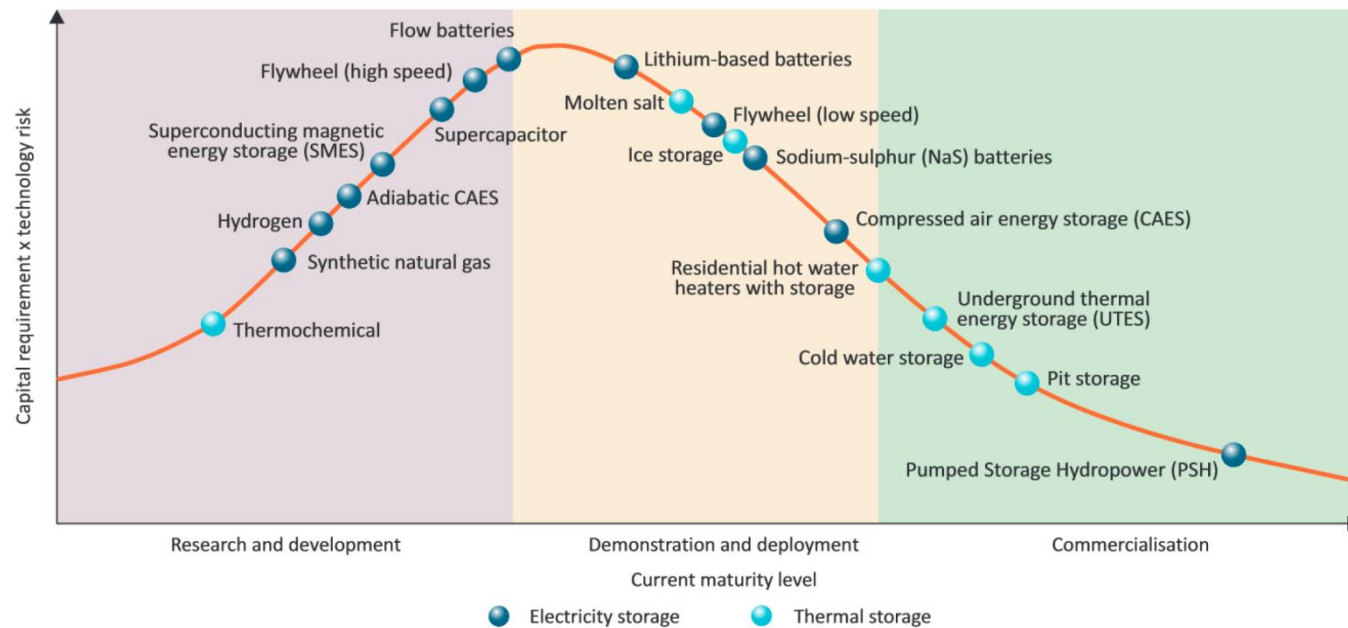 Capital requirement x technology risk
Flow batteries
Flywheel (high speed)
Supercapacitor
Superconducting magnetic
energy storage (SMES)
Adiabatic CAES
Hydrogen
Synthetic natural gas
Thermochemical
Lithium-based batteries
Molten salt
Flywheel (low speed)
Ice storage
Sodium-sulphur (NaS) batteries
Compressed air energy storage (CAES)
Residential hot water
heaters with storage
Underground thermal
energy storage (UTES)
Cold water storage
Pit storage
Pumped Storage Hydropower (PSH)
Research and development
Demonstration and deployment
Commercialisation
Current maturity level
Electricity storage
Thermal storage